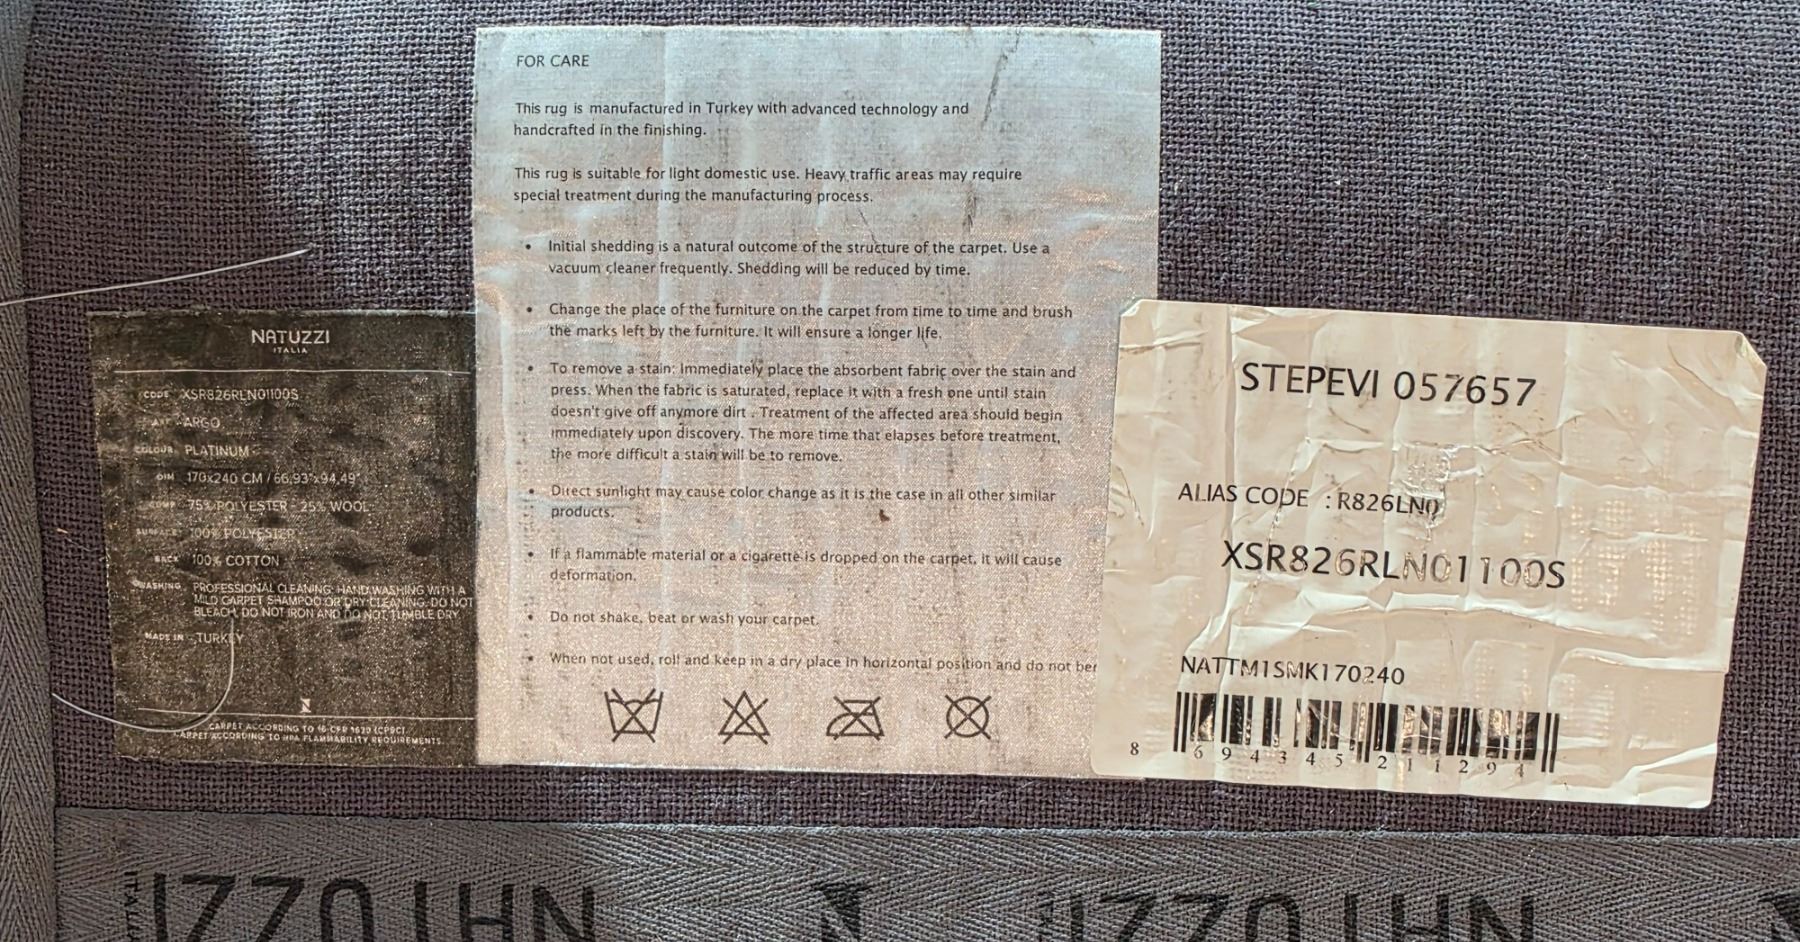 FOR CARE
This rug is manufactured in Turkey with advanced technology and
handcrafted in the finishing.
This rug is suitable for light domestic use. Heavy traffic areas may require
special treatment during the manufacturing process.
• Initial shedding is a natural outcome of the structure of the carpet. Use a
vacuum cleaner frequently. Shedding will be reduced by time.
• Change the place of the furniture on the carpet from time to time and brush
the marks left by the furniture. It will ensure a longer life.
• To remove a stain: Immediately place the absorbent fabric over the stain and
press. When the fabric is saturated, replace it with a fresh one until stain
doesn't give off anymore dirt . Treatment of the affected area should begin
immediately upon discovery. The more time that elapses before treatment,
the more difficult a stain will be to remove.
• Direct sunlight may cause color change as it is the case in all other similar
products.
• If a flammable material or a cigarette is dropped on the carpet, it will cause
deformation.
• Do not shake, beat or wash your carpet.
• When not used, roll and keep in a dry place in horizontal position and do not ber
NATUZZI
ITALIA
CODE XSR826RLN01100S
ARGO
COLOUR PLATINUM
DIM 170x240 CM / 66,93"x94,49"
COMP 75% POLYESTER - 25% WOOL
SURFACE 100% POLYESTER
BACK 100% COTTON
WASHING PROFESSIONAL CLEANING: HAND WASHING WITH A
MILD CARPET SHAMPOO OR DRY CLEANING. DO NOT
BLEACH, DO NOT IRON AND DO NOT TUMBLE DRY.
MADE IN TURKEY
N
CARPET ACCORDING TO 16 CFR 1630 (CPSC)
CARPET ACCORDING TO HPA FLAMMABILITY REQUIREMENTS.
STEPEVI 057657
ALIAS CODE : R826LN0
XSR826RLN01100S
NATTM1SMK170240
8 694345 211294
NATUZZI
ITALIA
N
NATUZZI